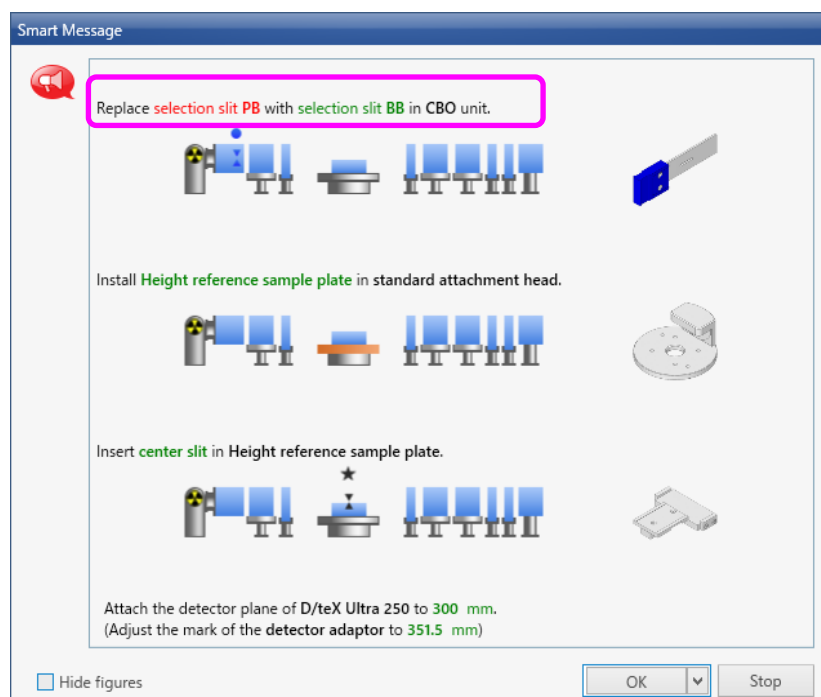 Smart Message
Replace selection slit PB with selection slit BB in CBO unit.
Install Height reference sample plate in standard attachment head.
Insert center slit in Height reference sample plate.
Attach the detector plane of D/teX Ultra 250 to 300 mm.
(Adjust the mark of the detector adaptor to 351.5 mm)
Hide figures
OK
Stop